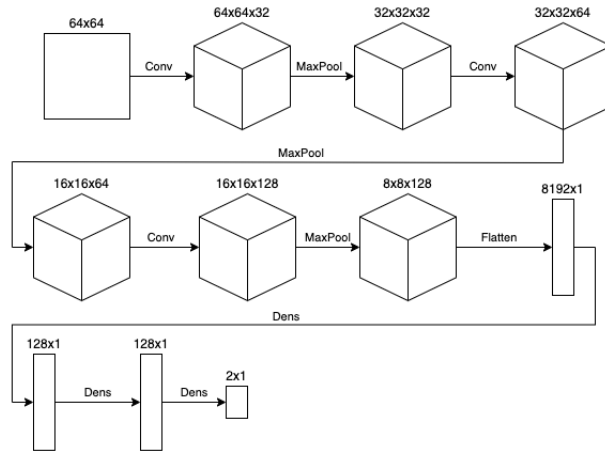 64x64
64x64x32
32x32x32
32x32x64
Conv
MaxPool
Conv
MaxPool
16x16x64
16x16x128
8x8x128
8192x1
Conv
MaxPool
Flatten
Dens
128x1
128x1
2x1
Dens
Dens